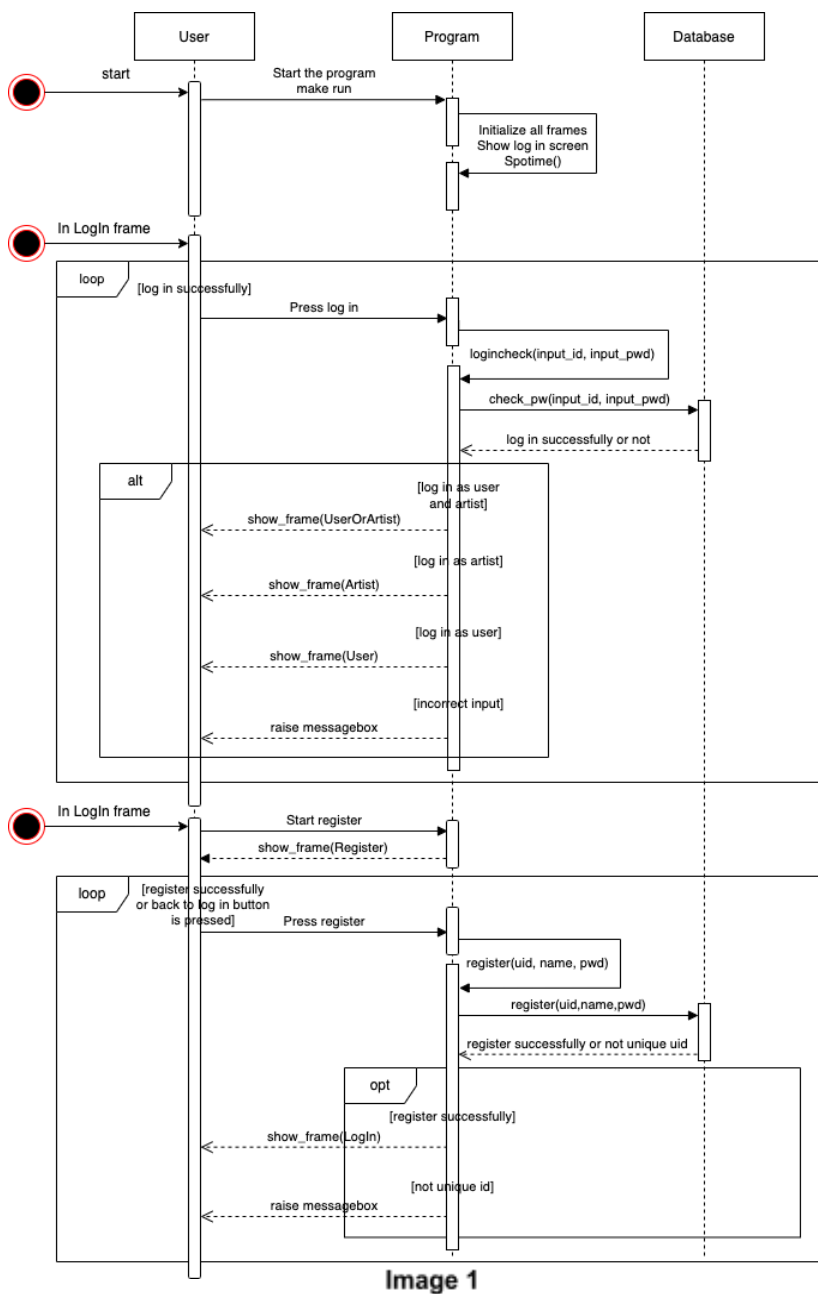 User
Program
Database
start
Start the program
make run
Initialize all frames
Show log in screen
Spotime()
In LogIn frame
loop
[log in successfully]
Press log in
logincheck(input_id, input_pwd)
check_pw(input_id, input_pwd)
log in successfully or not
alt
[log in as user
and artist]
show_frame(UserOrArtist)
[log in as artist]
show_frame(Artist)
[log in as user]
show_frame(User)
[incorrect input]
raise messagebox
In LogIn frame
Start register
show_frame(Register)
loop
[register successfully
or back to log in button
is pressed]
Press register
register(uid, name, pwd)
register(uid,name,pwd)
register successfully or not unique uid
opt
[register successfully]
show_frame(LogIn)
[not unique id]
raise messagebox
Image 1